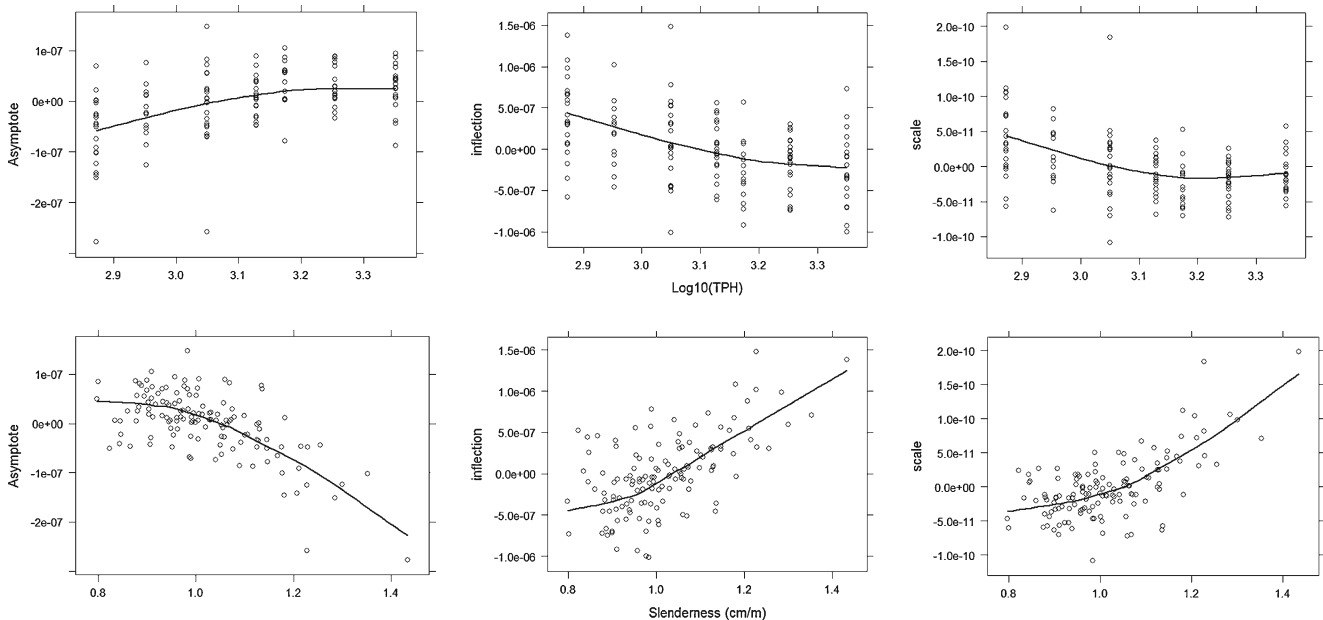 Asymptote
1e-07
0e+00
-1e-07
-2e-07
2.9 3.0 3.1 3.2 3.3
inflection
1.5e-06
1.0e-06
5.0e-07
0.0e+00
-5.0e-07
-1.0e-06
2.9 3.0 3.1 3.2 3.3
Log10(TPH)
scale
2.0e-10
1.5e-10
1.0e-10
5.0e-11
0.0e+00
-5.0e-11
-1.0e-10
2.9 3.0 3.1 3.2 3.3
Asymptote
1e-07
0e+00
-1e-07
-2e-07
0.8 1.0 1.2 1.4
inflection
1.5e-06
1.0e-06
5.0e-07
0.0e+00
-5.0e-07
-1.0e-06
0.8 1.0 1.2 1.4
Slenderness (cm/m)
scale
2.0e-10
1.5e-10
1.0e-10
5.0e-11
0.0e+00
-5.0e-11
-1.0e-10
0.8 1.0 1.2 1.4